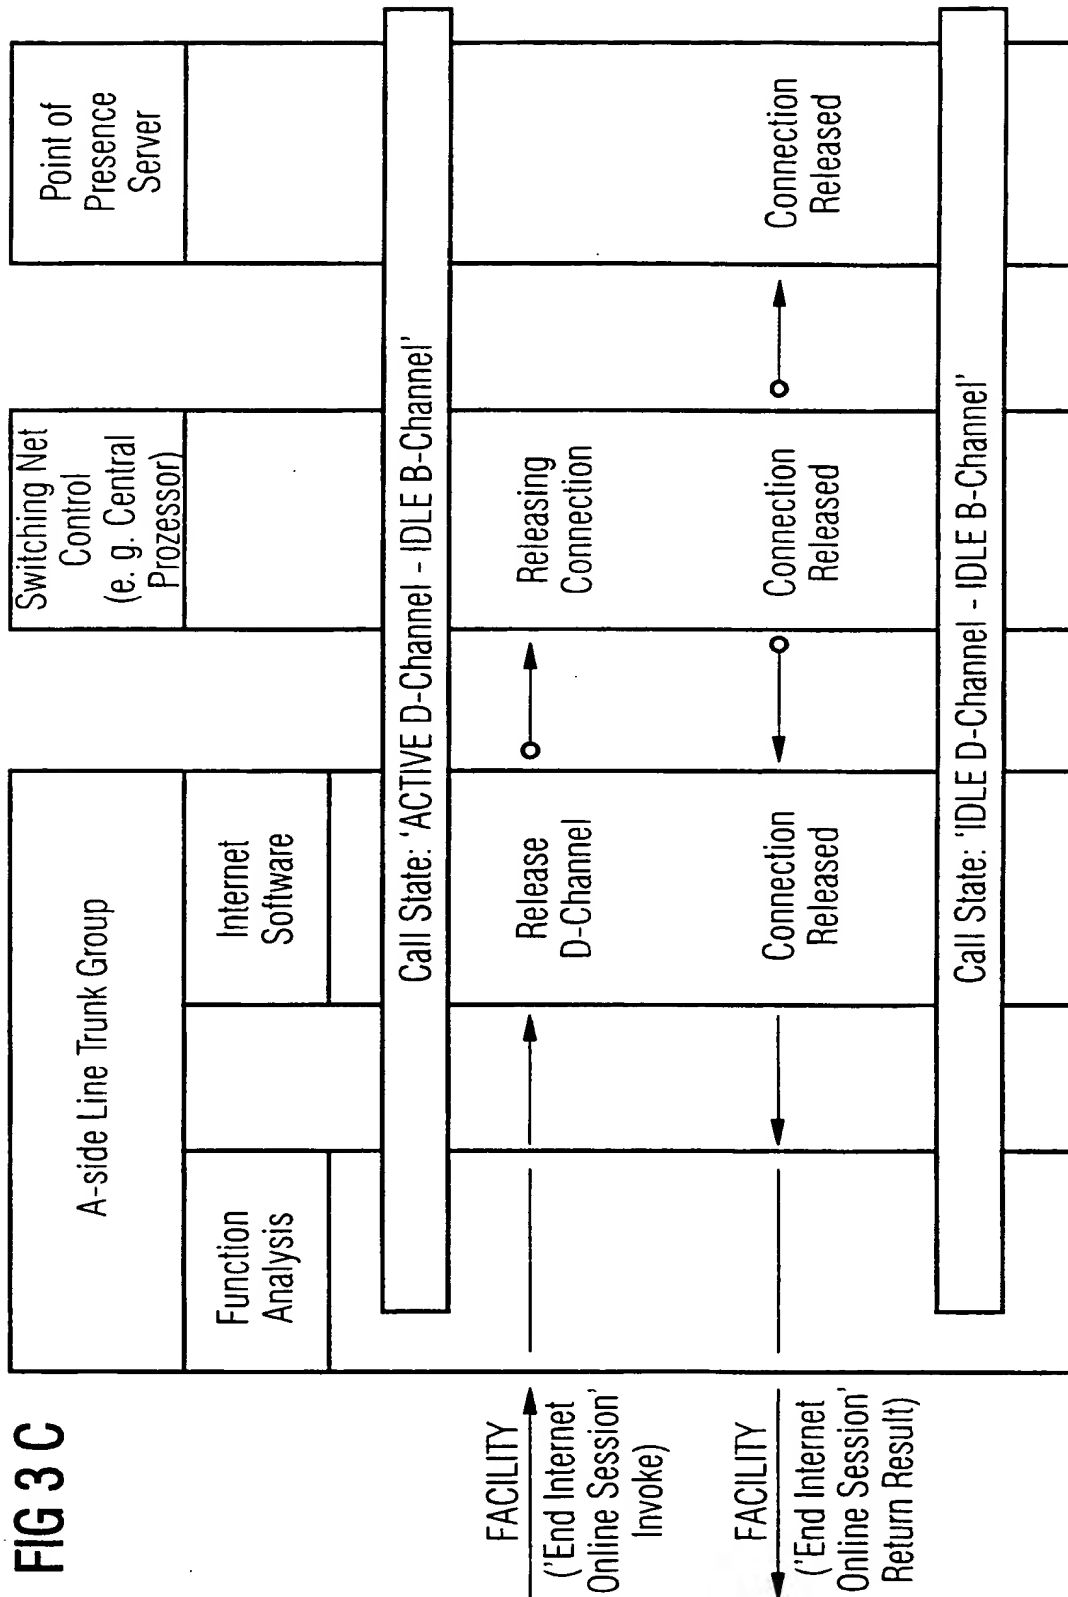 FIG 3 C
A-side Line Trunk Group
Function
Analysis
Internet
Software
Switching Net
Control
(e. g. Central
Prozessor)
Point of
Presence
Server
Call State: 'ACTIVE D-Channel - IDLE B-Channel'
FACILITY
('End Internet
Online Session'
Invoke)
Release
D-Channel
Releasing
Connection
FACILITY
('End Internet
Online Session'
Return Result)
Connection
Released
Connection
Released
Connection
Released
Call State: 'IDLE D-Channel - IDLE B-Channel'